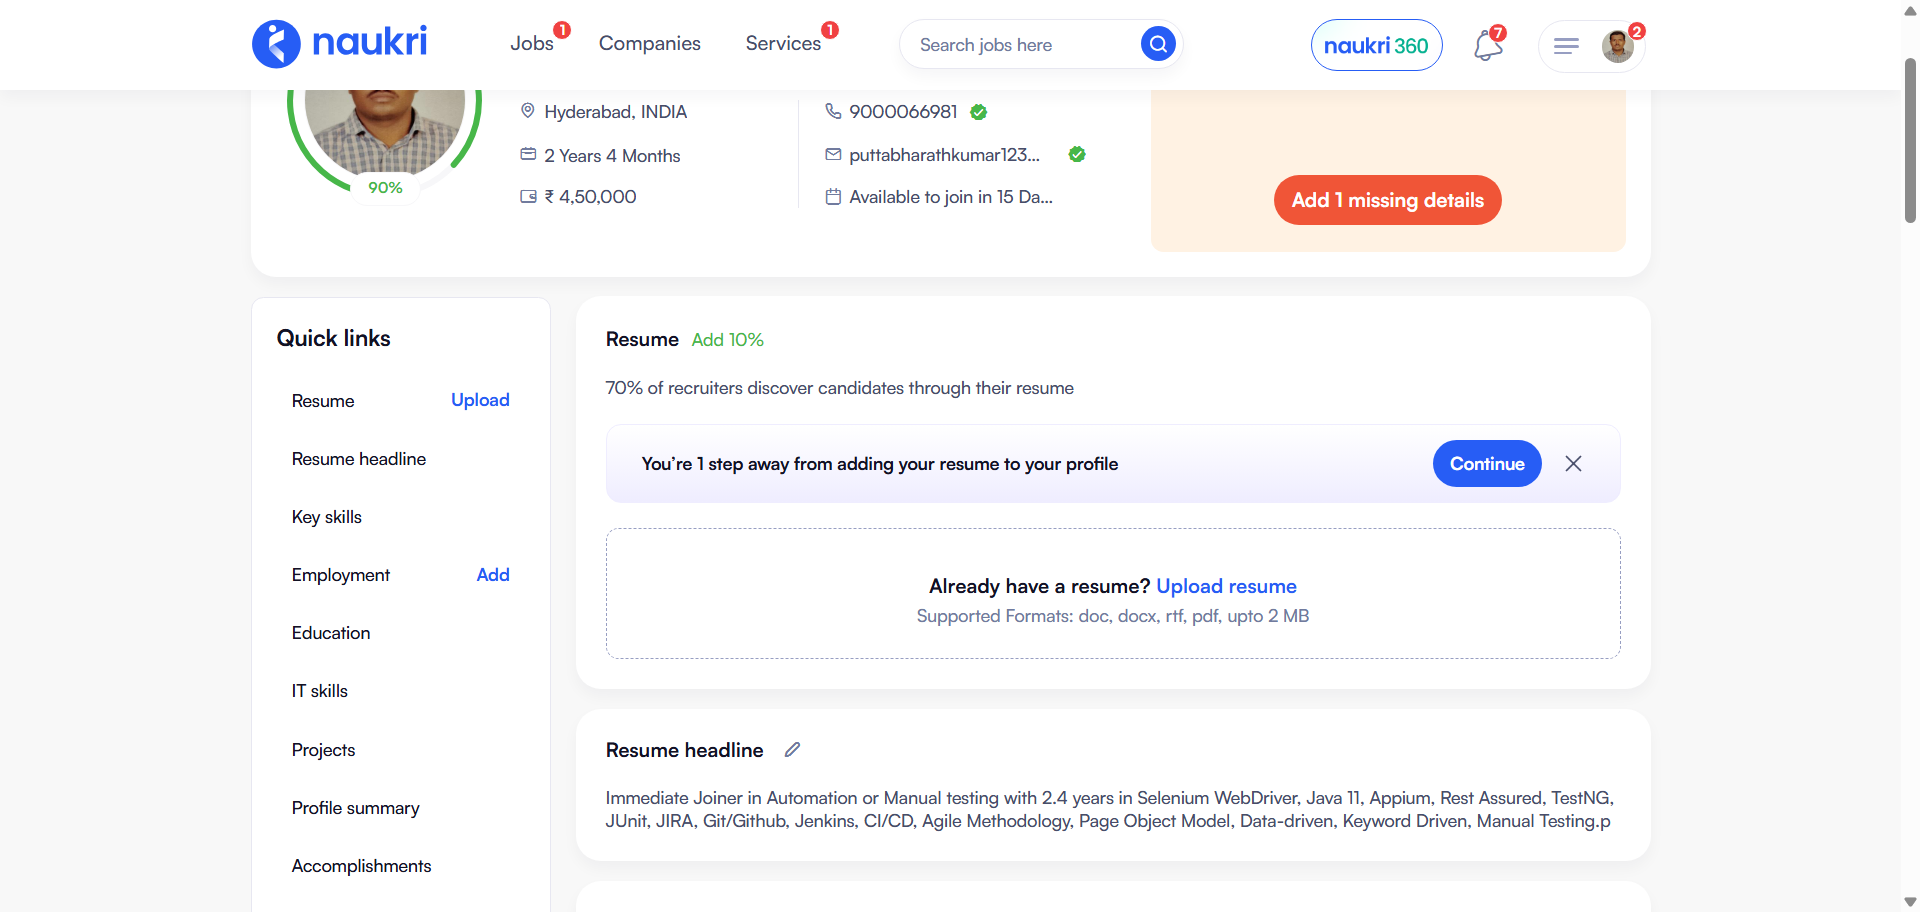 naukri
Jobs 1
Companies
Services 1
Search jobs here
naukri 360
7
2
Hyderabad, INDIA
2 Years 4 Months
₹ 4,50,000
90%
9000066981
puttabharathkumar123...
Available to join in 15 Da...
Add 1 missing details
Quick links
Resume Upload
Resume headline
Key skills
Employment Add
Education
IT skills
Projects
Profile summary
Accomplishments
Resume Add 10%
70% of recruiters discover candidates through their resume
You're 1 step away from adding your resume to your profile
Continue
Already have a resume? Upload resume
Supported Formats: doc, docx, rtf, pdf, upto 2 MB
Resume headline
Immediate Joiner in Automation or Manual testing with 2.4 years in Selenium WebDriver, Java 11, Appium, Rest Assured, TestNG,
JUnit, JIRA, Git/Github, Jenkins, CI/CD, Agile Methodology, Page Object Model, Data-driven, Keyword Driven, Manual Testing.p